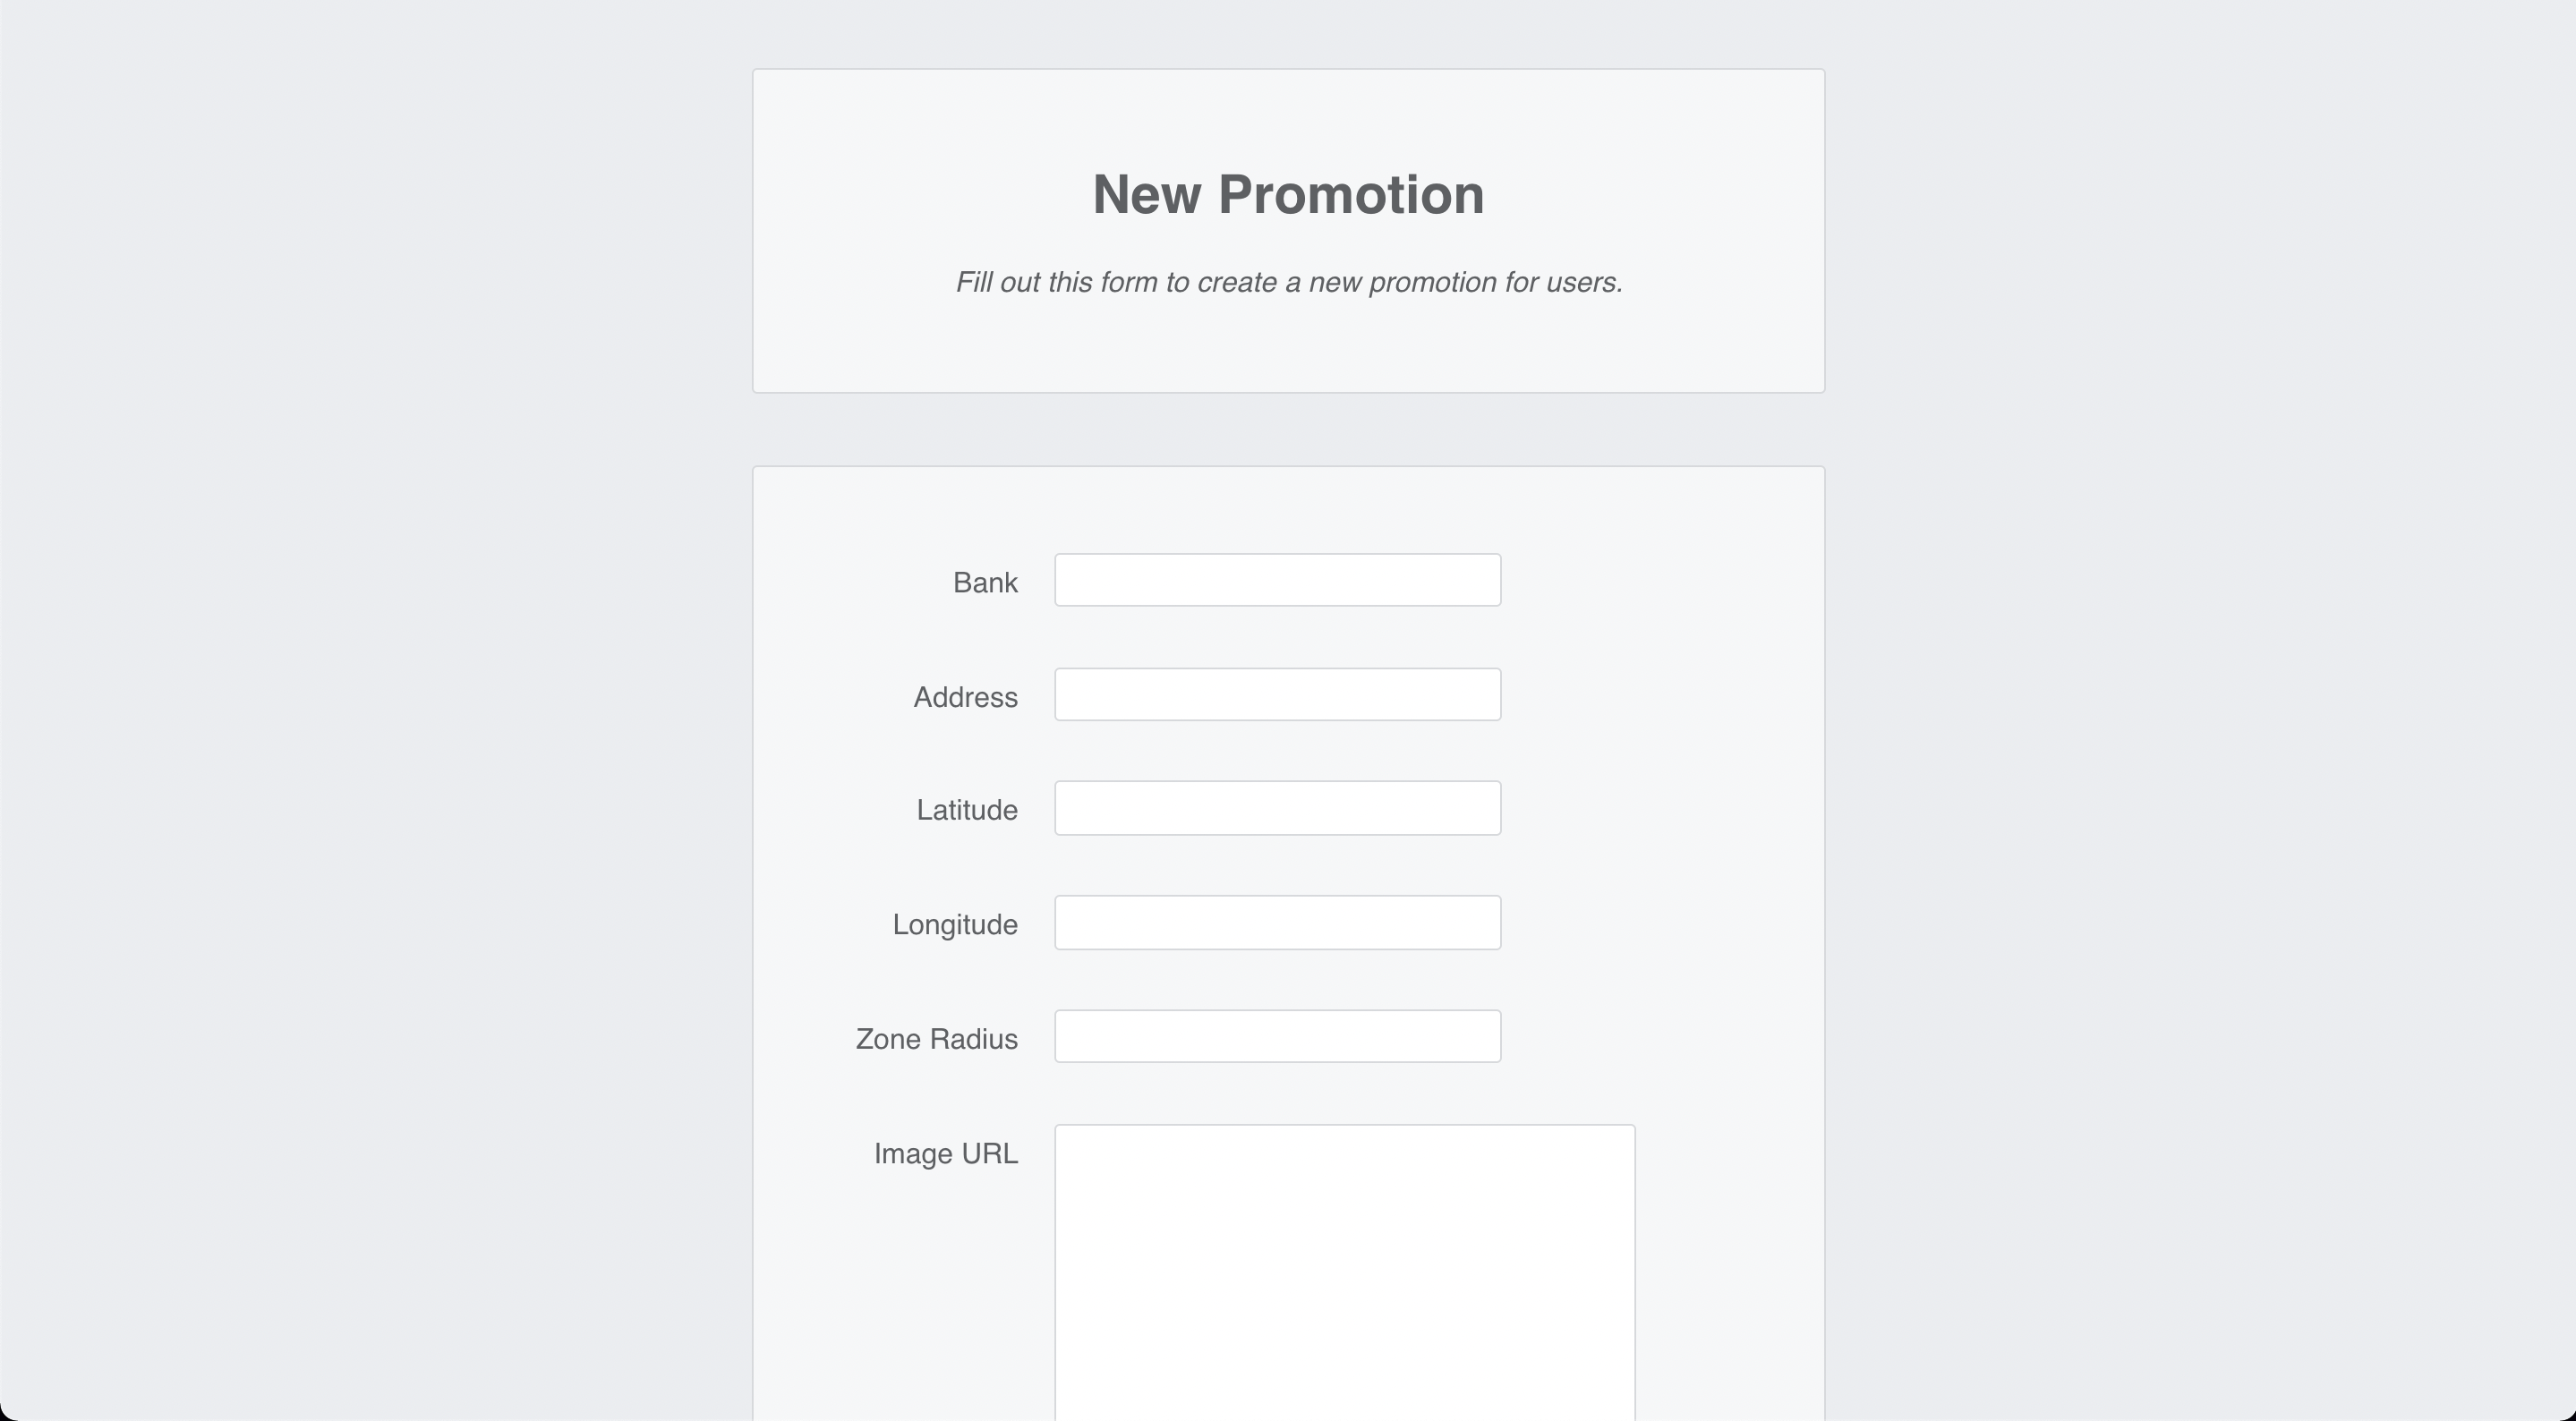 New Promotion
Fill out this form to create a new promotion for users.
Bank
Address
Latitude
Longitude
Zone Radius
Image URL